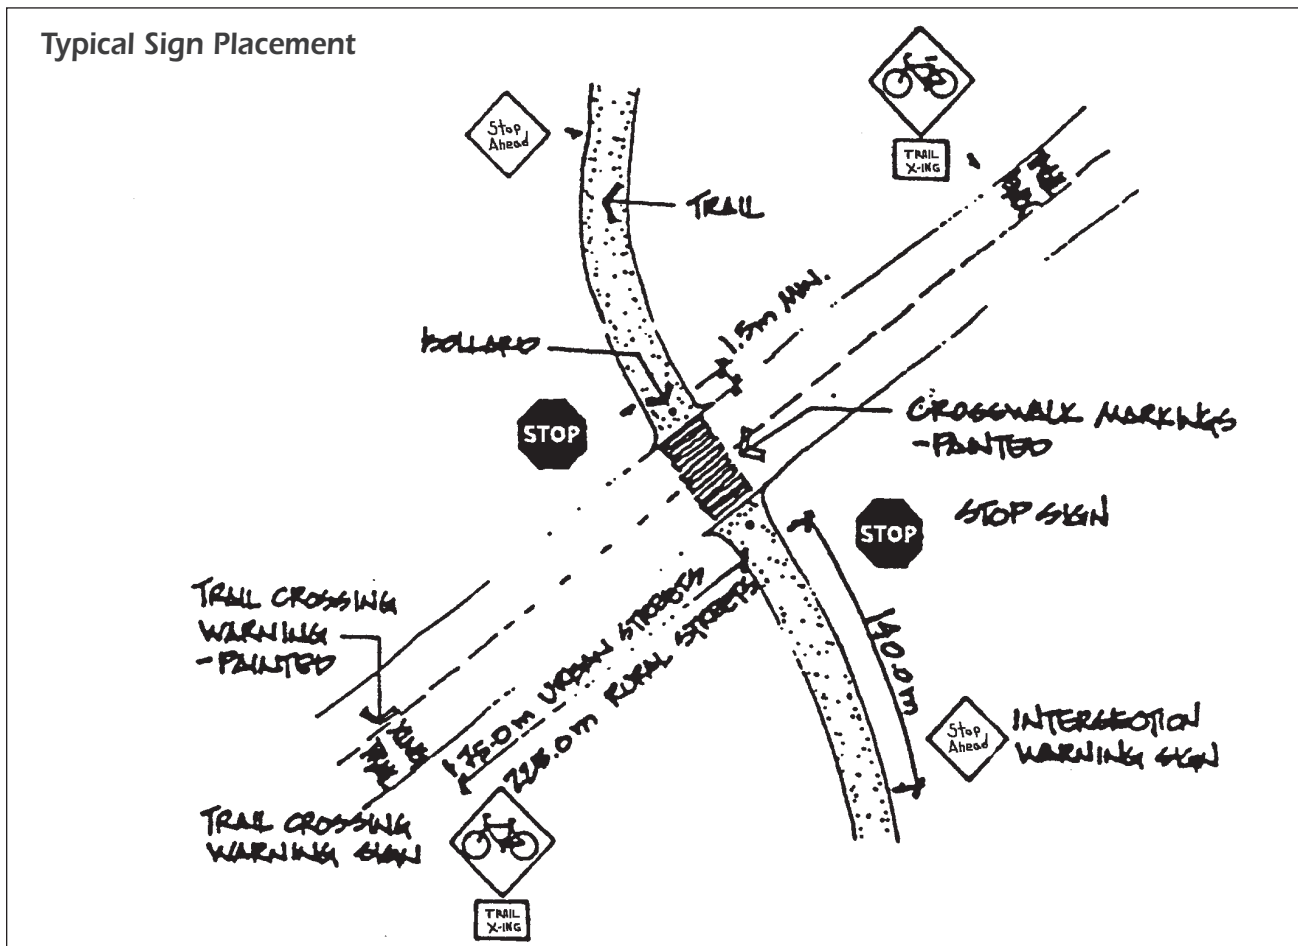 Typical Sign Placement
Stop
Ahead
TRAIL
X-ING
TRAIL
1.5m MIN.
BOLLARD
STOP
CROSSWALK MARKINGS
-PAINTED
STOP
STOP SIGN
TRAIL CROSSING
WARNING
-PAINTED
175.0m URBAN STREETS
225.0m RURAL STREETS
140.0m
Stop
Ahead
INTERSECTION
WARNING SIGN
TRAIL CROSSING
WARNING SIGN
TRAIL
X-ING